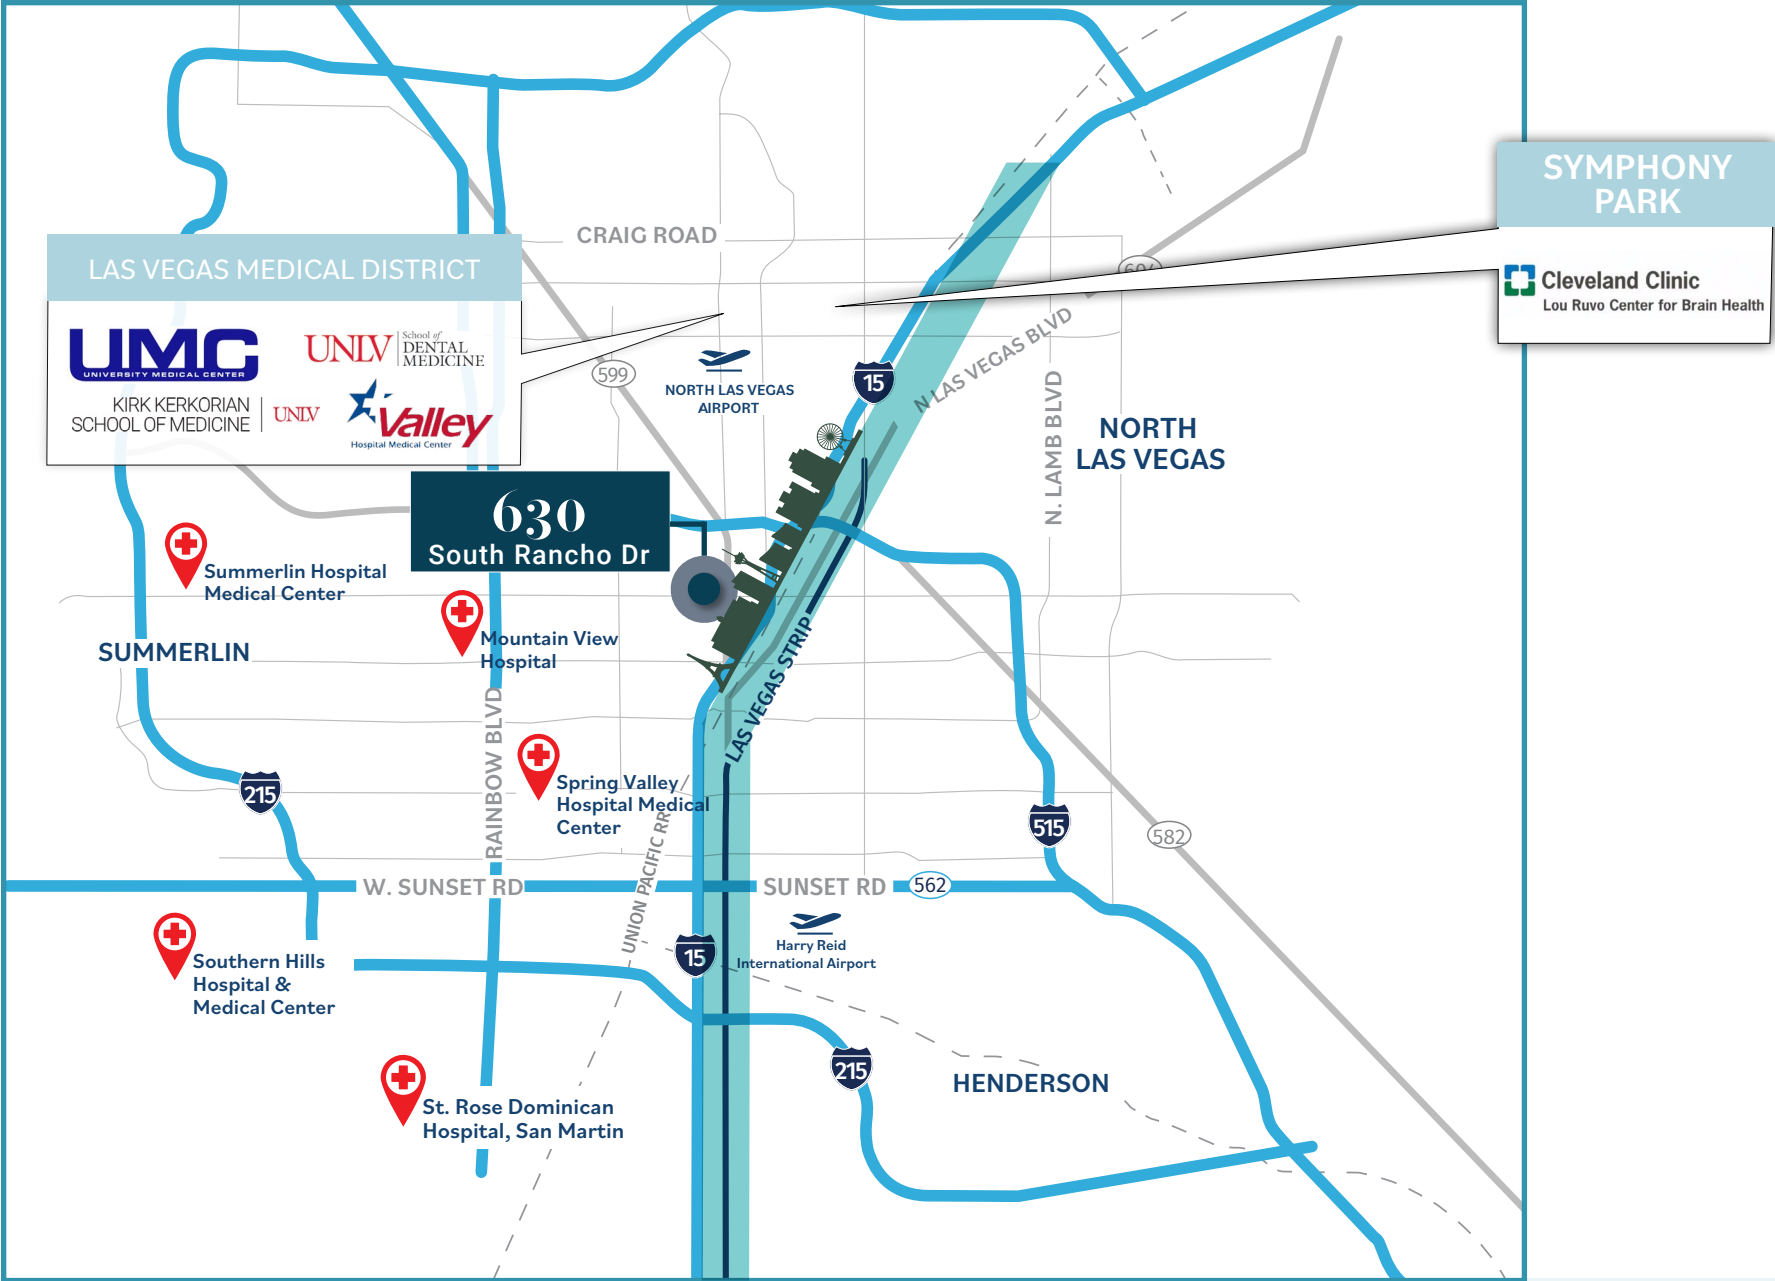 SYMPHONY
PARK
Cleveland Clinic
Lou Ruvo Center for Brain Health
CRAIG ROAD
LAS VEGAS MEDICAL DISTRICT
UMC
UNIVERSITY MEDICAL CENTER
UNLV
School of
DENTAL
MEDICINE
KIRK KERKORIAN
SCHOOL OF MEDICINE
UNLV
Valley
Hospital Medical Center
599
NORTH LAS VEGAS
AIRPORT
15
N LAS VEGAS BLVD
N. LAMB BLVD
NORTH
LAS VEGAS
630
South Rancho Dr
Summerlin Hospital
Medical Center
Mountain View
Hospital
SUMMERLIN
LAS VEGAS STRIP
RAINBOW BLVD
Spring Valley
Hospital Medical
Center
215
515
582
UNION PACIFIC RR
W. SUNSET RD
SUNSET RD
562
Harry Reid
International Airport
15
Southern Hills
Hospital &
Medical Center
215
HENDERSON
St. Rose Dominican
Hospital, San Martin